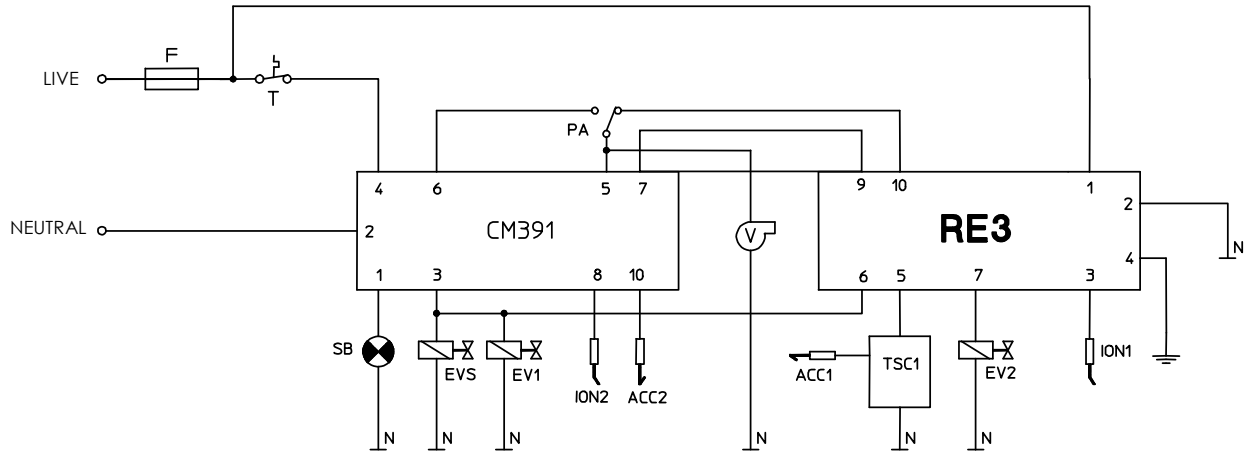 F
LIVE
T
PA
4 6 5 7
9 10 1
2
NEUTRAL
2
CM391
V
RE3
4
N
1 3 8 10
6 5 7 3
SB
EVS
EV1
ION2
ACC2
ACC1
TSC1
EV2
ION1
N
N
N
N
N
N